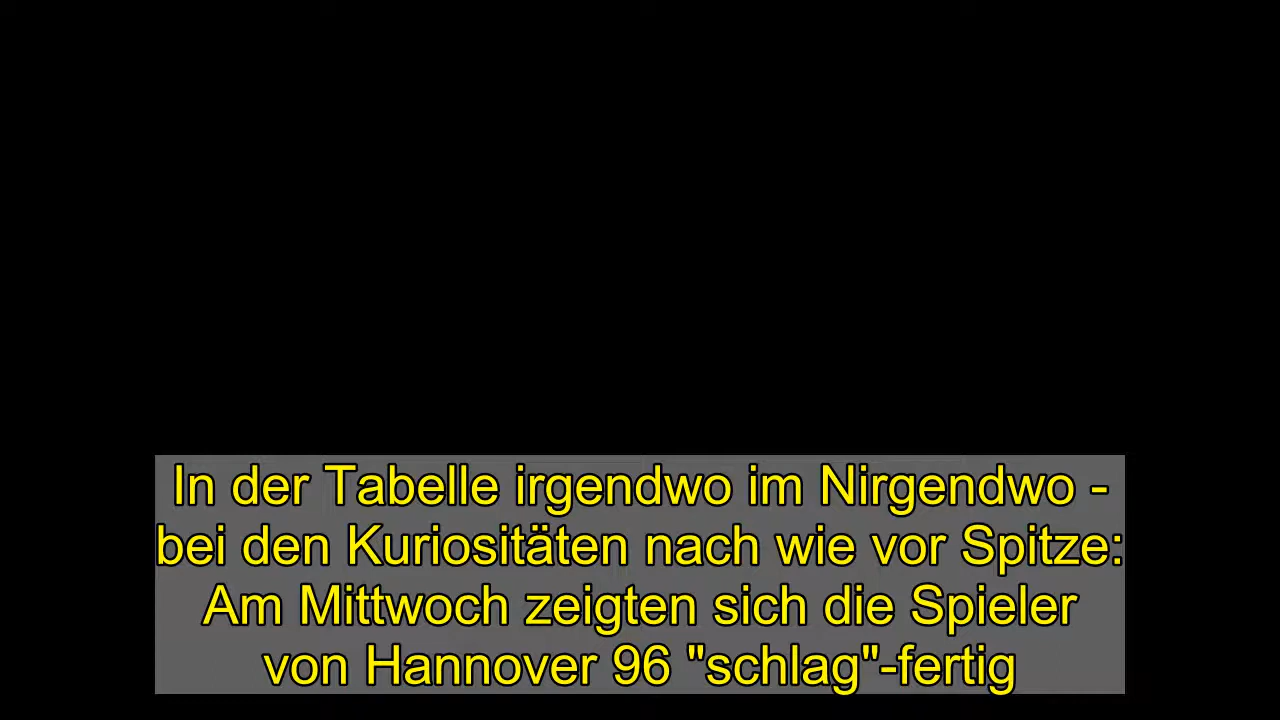 In der Tabelle irgendwo im Nirgendwo -
bei den Kuriositäten nach wie vor Spitze:
Am Mittwoch zeigten sich die Spieler
von Hannover 96 "schlag"-fertig